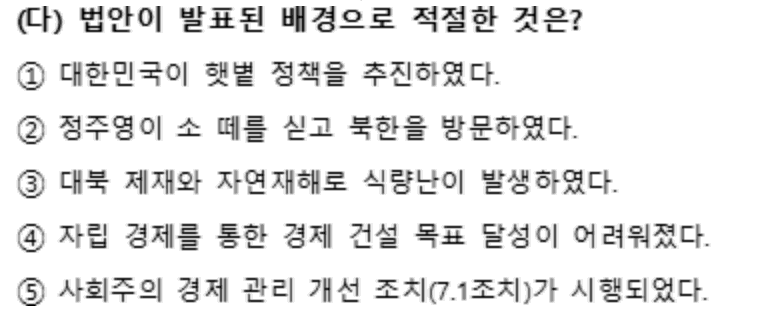 (다) 법안이 발표된 배경으로 적절한 것은?
① 대한민국이 햇볕 정책을 추진하였다.
② 정주영이 소 떼를 싣고 북한을 방문하였다.
③ 대북 제재와 자연재해로 식량난이 발생하였다.
④ 자립 경제를 통한 경제 건설 목표 달성이 어려워졌다.
⑤ 사회주의 경제 관리 개선 조치(7.1조치)가 시행되었다.